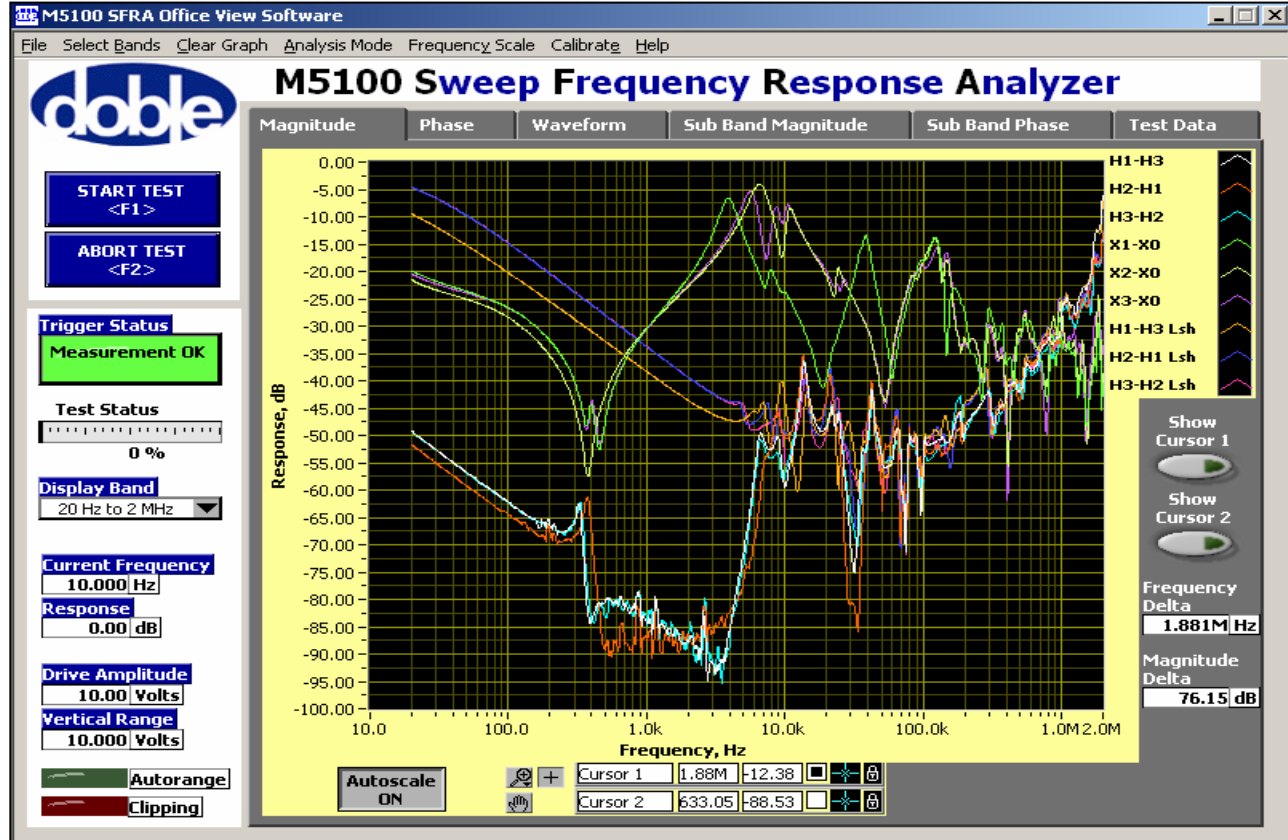 M5100 SFRA Office View Software
File Select Bands Clear Graph Analysis Mode Frequency Scale Calibrate Help
doble
M5100 Sweep Frequency Response Analyzer
Magnitude Phase Waveform Sub Band Magnitude Sub Band Phase Test Data
START TEST
<F1>
ABORT TEST
<F2>
Trigger Status
Measurement OK
Test Status
0 %
Display Band
20 Hz to 2 MHz
Current Frequency
10.000 Hz
Response
0.00 dB
Drive Amplitude
10.00 Volts
Vertical Range
10.000 Volts
Autorange
Clipping
Response, dB
0.00
-5.00
-10.00
-15.00
-20.00
-25.00
-30.00
-35.00
-40.00
-45.00
-50.00
-55.00
-60.00
-65.00
-70.00
-75.00
-80.00
-85.00
-90.00
-95.00
-100.00
10.0 100.0 1.0k 10.0k 100.0k 1.0M 2.0M
Frequency, Hz
H1-H3
H2-H1
H3-H2
X1-X0
X2-X0
X3-X0
H1-H3 Lsh
H2-H1 Lsh
H3-H2 Lsh
Show
Cursor 1
Show
Cursor 2
Frequency
Delta
1.881M Hz
Magnitude
Delta
76.15 dB
Autoscale
ON
Cursor 1 1.88M -12.38
Cursor 2 633.05 -88.53